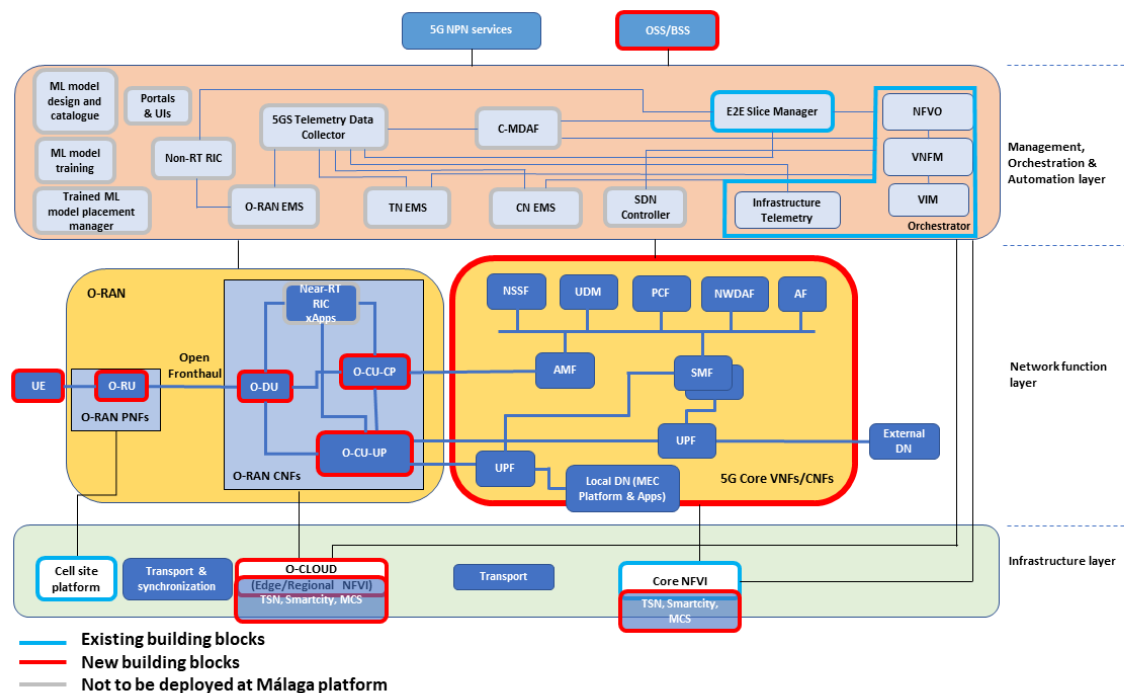 5G NPN services
OSS/BSS
ML model
design and
catalogue
Portals
& UIs
ML model
training
Trained ML
model placement
manager
Non-RT RIC
5GS Telemetry Data
Collector
C-MDAF
E2E Slice Manager
NFVO
VNFM
VIM
O-RAN EMS
TN EMS
CN EMS
SDN
Controller
Infrastructure
Telemetry
Orchestrator
Management,
Orchestration &
Automation layer
O-RAN
Near-RT
RIC
xApps
Open
Fronthaul
UE
O-RU
O-RAN PNFs
O-DU
O-CU-CP
O-CU-UP
O-RAN CNFs
NSSF
UDM
PCF
NWDAF
AF
AMF
SMF
UPF
UPF
Local DN (MEC
Platform & Apps)
5G Core VNFs/CNFs
External
DN
Network function
layer
Cell site
platform
Transport &
synchronization
O-CLOUD
(Edge/Regional NFVI)
TSN, Smartcity, MCS
Transport
Core NFVI
TSN, Smartcity,
MCS
Infrastructure layer
Existing building blocks
New building blocks
Not to be deployed at Málaga platform